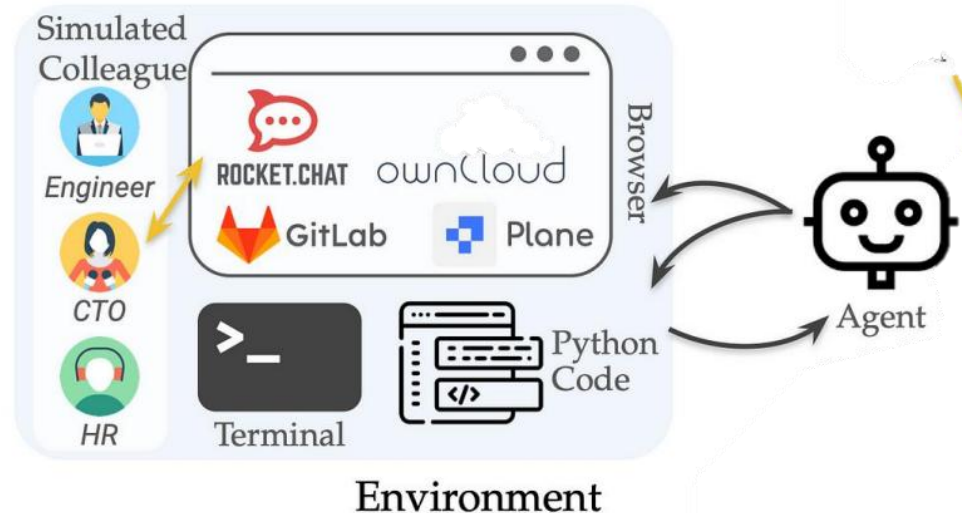 Simulated
Colleague
Engineer
CTO
HR
ROCKET.CHAT
ownCloud
GitLab
Plane
Browser
>_
Terminal
</>
Python
Code
Agent
Environment